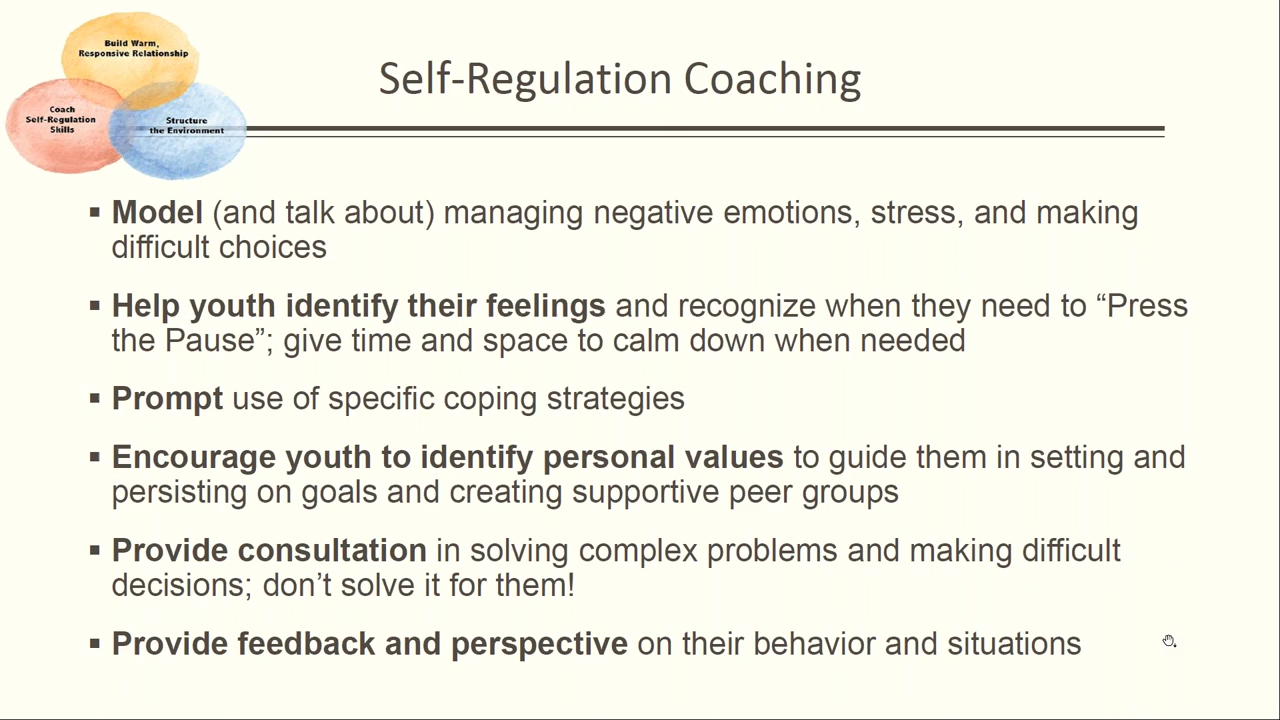 Build Warm,
Responsive Relationship
Coach
Self-Regulation
Skills
Structure
the Environment
Self-Regulation Coaching
▪ Model (and talk about) managing negative emotions, stress, and making
difficult choices
▪ Help youth identify their feelings and recognize when they need to “Press
the Pause”; give time and space to calm down when needed
▪ Prompt use of specific coping strategies
▪ Encourage youth to identify personal values to guide them in setting and
persisting on goals and creating supportive peer groups
▪ Provide consultation in solving complex problems and making difficult
decisions; don’t solve it for them!
▪ Provide feedback and perspective on their behavior and situations